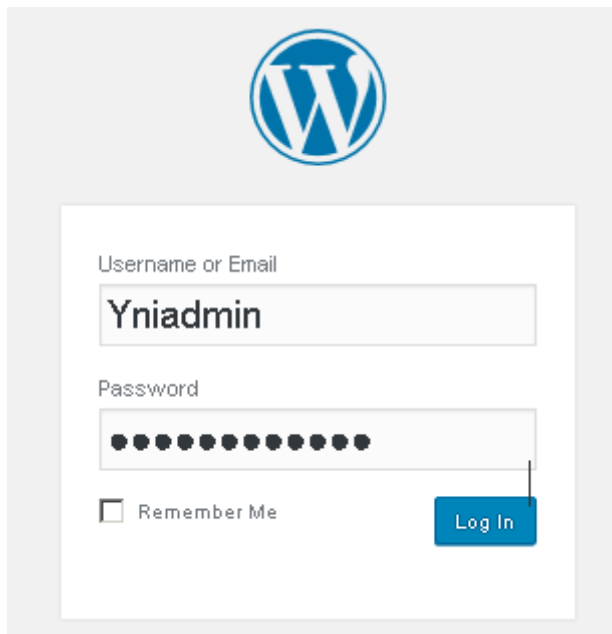 Username or Email
Yniadmin
Password
●●●●●●●●●●●●
Remember Me
Log In